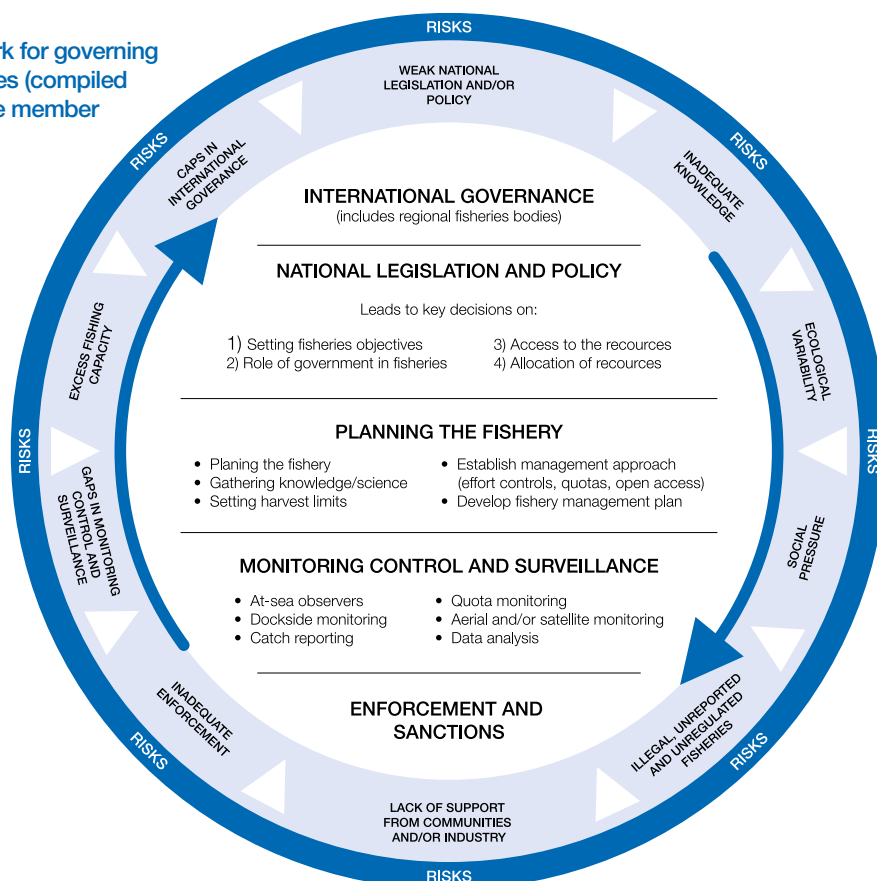 rk for governing
es (compiled
e member
RISKS
RISKS
RISKS
RISKS
RISKS
RISKS
RISKS
RISKS
WEAK NATIONAL
LEGISLATION AND/OR
POLICY
INADEQUATE
KNOWLEDGE
ECOLOGICAL
VARIABILITY
SOCIAL
PRESSURE
ILLEGAL, UNREPORTED
AND UNREGULATED
FISHERIES
LACK OF SUPPORT
FROM COMMUNITIES
AND/OR INDUSTRY
INADEQUATE
ENFORCEMENT
GAPS IN MONITORING
CONTROL AND
SURVEILLANCE
EXCESS FISHING
CAPACITY
CAPS IN
INTERNATIONAL
GOVERANCE
INTERNATIONAL GOVERNANCE
(includes regional fisheries bodies)
NATIONAL LEGISLATION AND POLICY
Leads to key decisions on:
1) Setting fisheries objectives
2) Role of government in fisheries
3) Access to the recources
4) Allocation of recources
PLANNING THE FISHERY
• Planing the fishery
• Gathering knowledge/science
• Setting harvest limits
• Establish management approach
(effort controls, quotas, open access)
• Develop fishery management plan
MONITORING CONTROL AND SURVEILLANCE
• At-sea observers
• Dockside monitoring
• Catch reporting
• Quota monitoring
• Aerial and/or satellite monitoring
• Data analysis
ENFORCEMENT AND
SANCTIONS